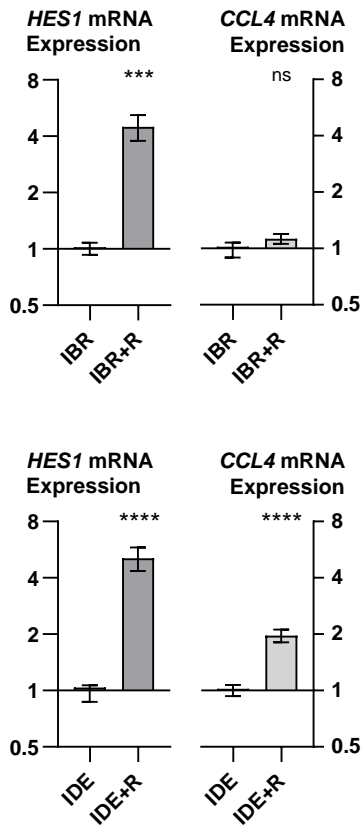 HES1 mRNA
Expression
CCL4 mRNA
Expression
***
ns
8
4
2
1
0.5
8
4
2
1
0.5
IBR
IBR+R
IBR
IBR+R
HES1 mRNA
Expression
CCL4 mRNA
Expression
****
****
8
4
2
1
0.5
8
4
2
1
0.5
IDE
IDE+R
IDE
IDE+R